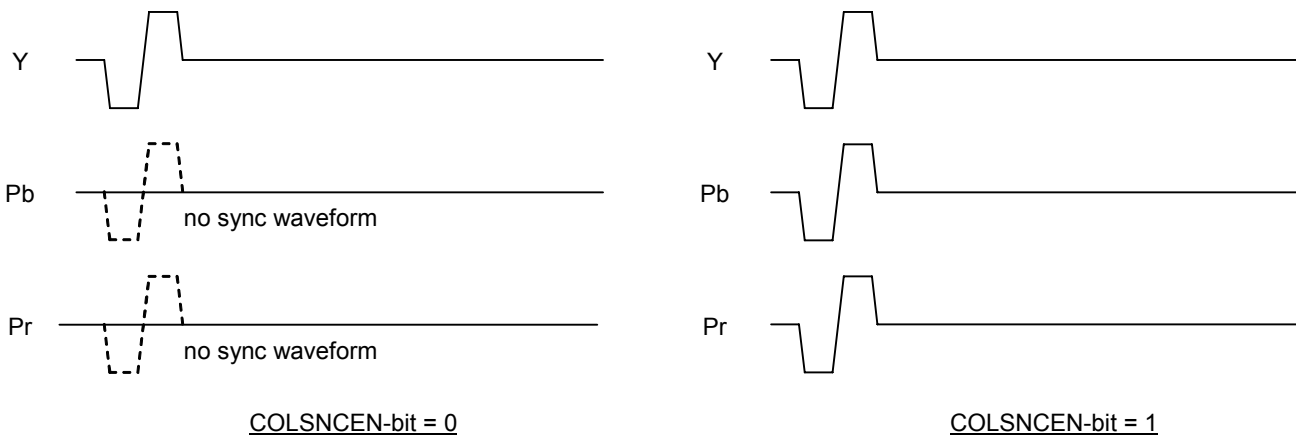 Y
Pb
no sync waveform
Pr
no sync waveform
COLSNCEN-bit = 0
Y
Pb
Pr
COLSNCEN-bit = 1